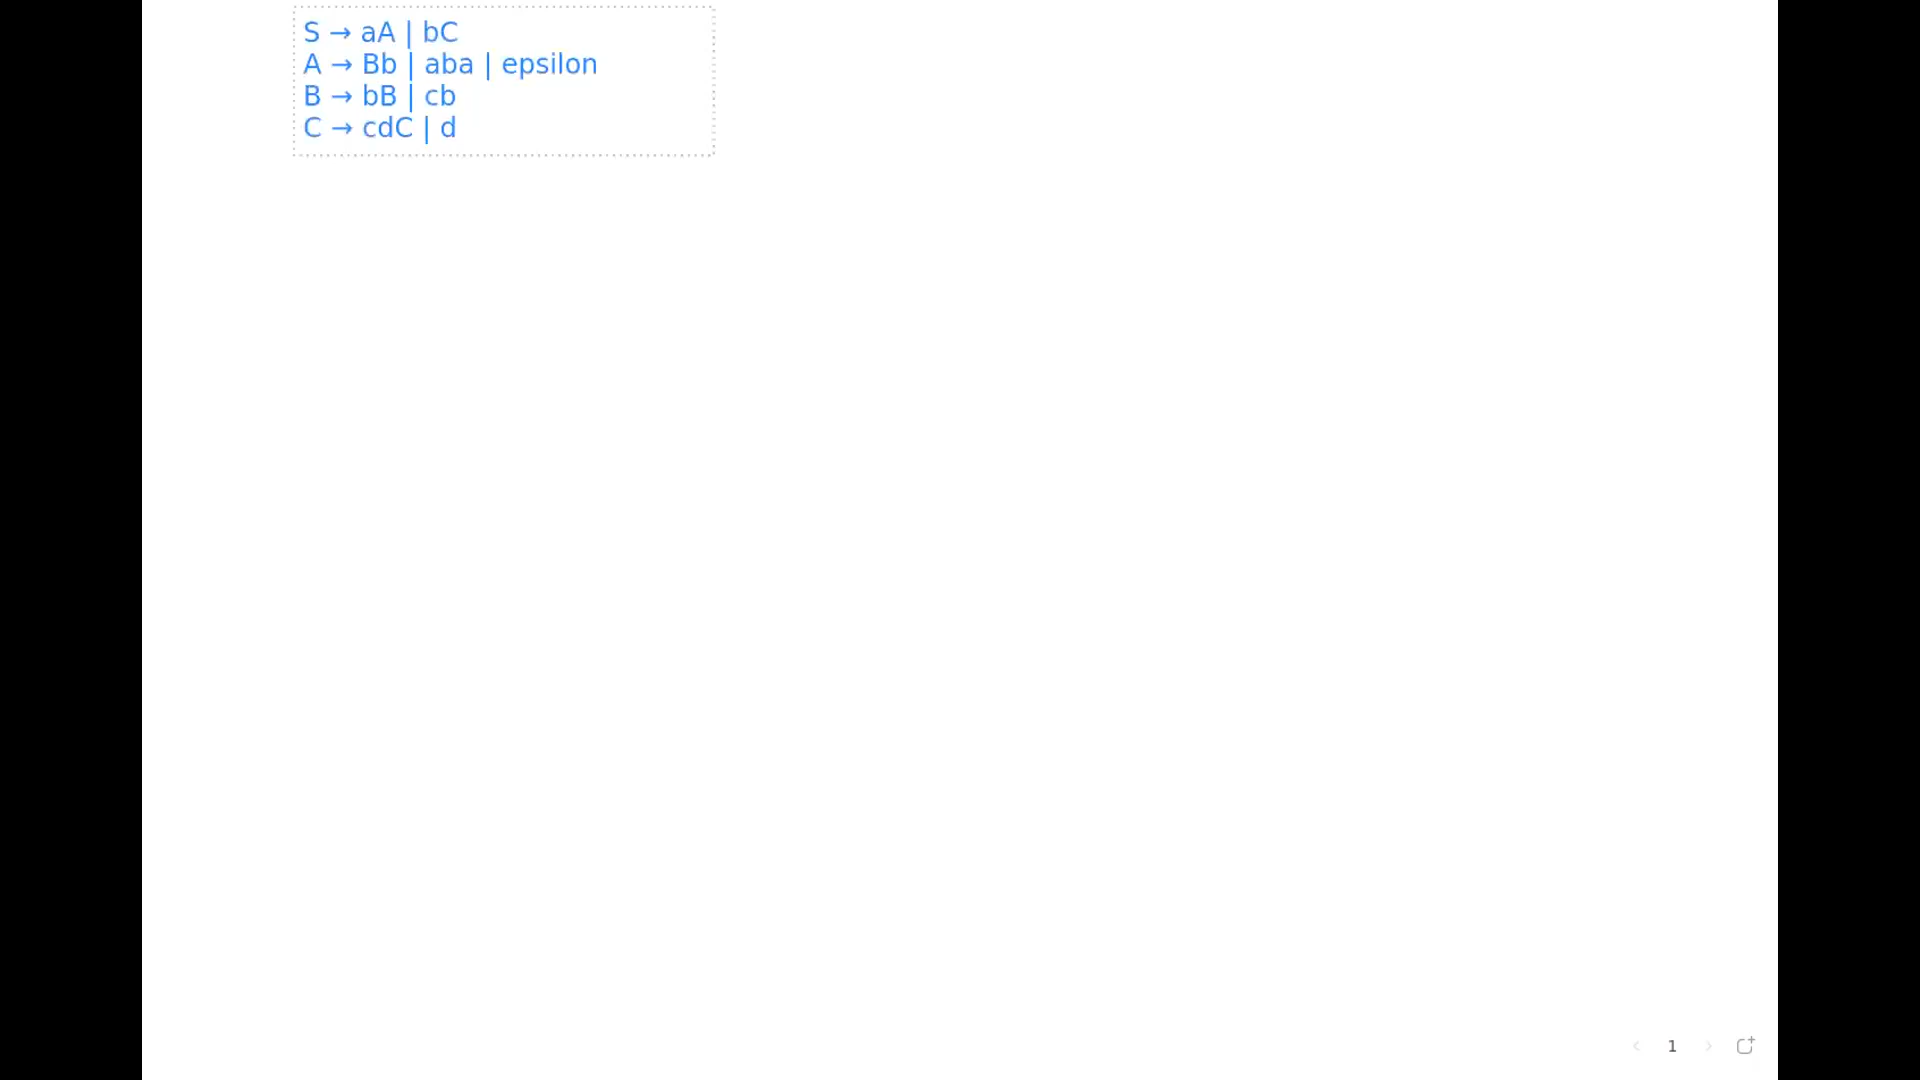 S → aA | bC
A → Bb | aba | epsilon
B → bB | cb
C → cdC | d
1